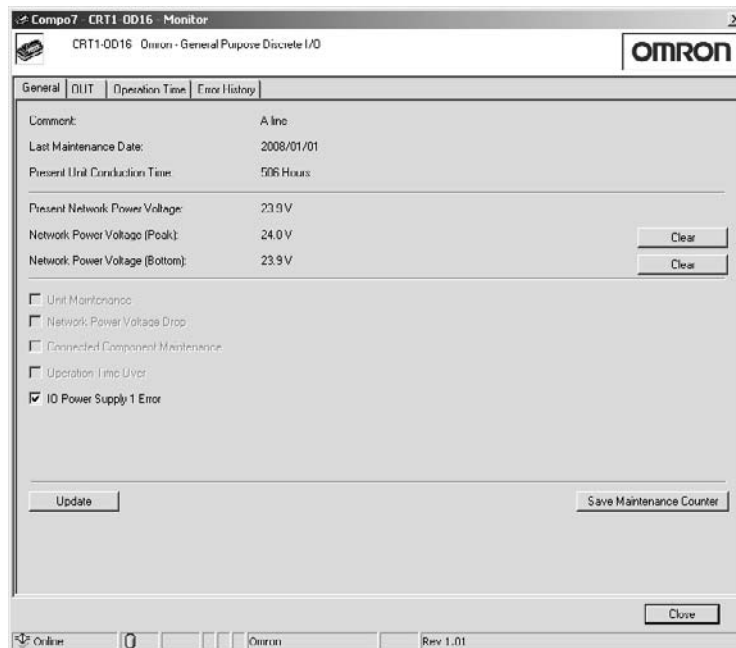 Compo7 - CRT1-OD16 - Monitor
CRT1-OD16 Omron - General Purpose Discrete I/O
OMRON
General OUT Operation Time Error History
Comment: A line
Last Maintenance Date: 2008/01/01
Present Unit Conduction Time: 506 Hours
Present Network Power Voltage: 23.9 V
Network Power Voltage (Peak): 24.0 V Clear
Network Power Voltage (Bottom): 23.9 V Clear
Unit Maintenance
Network Power Voltage Drop
Connected Component Maintenance
Operation Time Over
IO Power Supply 1 Error
Update Save Maintenance Counter
Close
Online Omron Rev 1.01